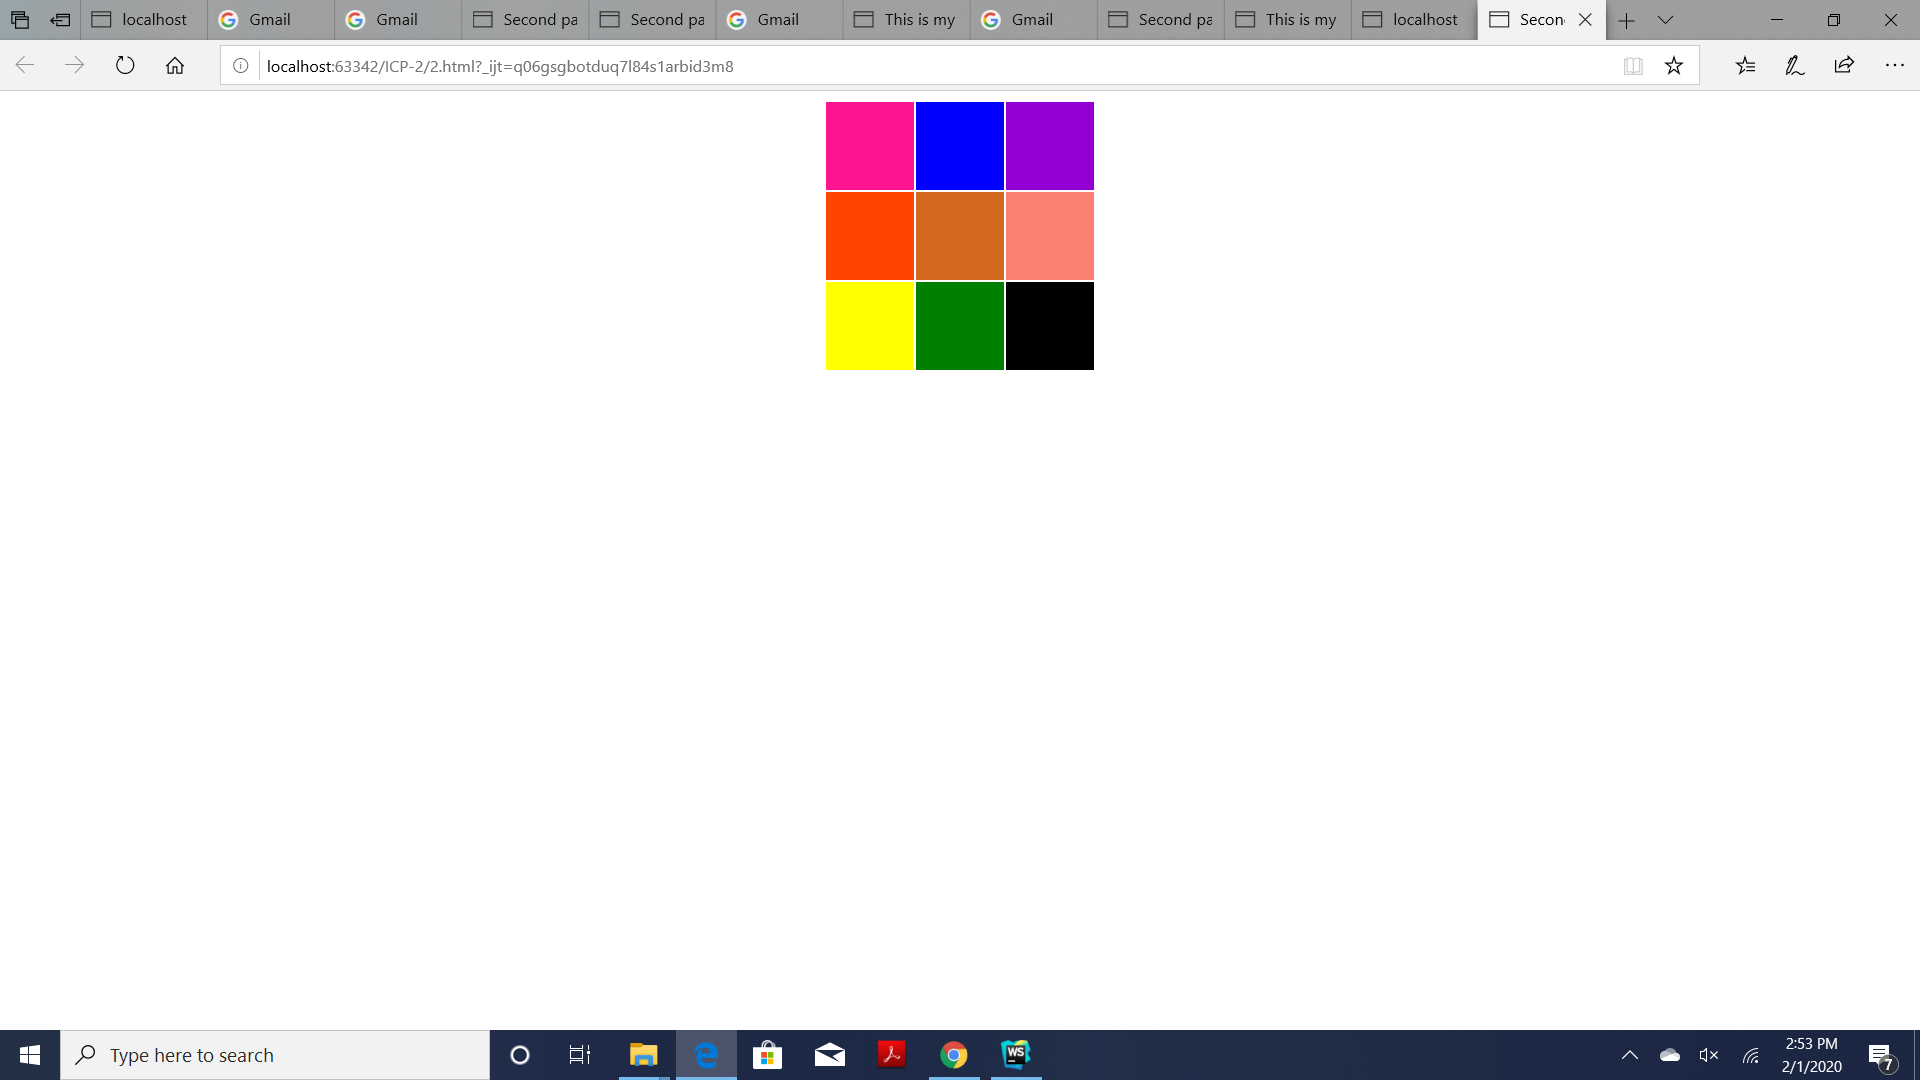 localhost
Gmail
Gmail
Second pa
Second pa
Gmail
This is my
Gmail
Second pa
This is my
localhost
Secon
localhost:63342/ICP-2/2.html?_ijt=q06gsgbotduq7l84s1arbid3m8
Type here to search
WS
2:53 PM
2/1/2020
7